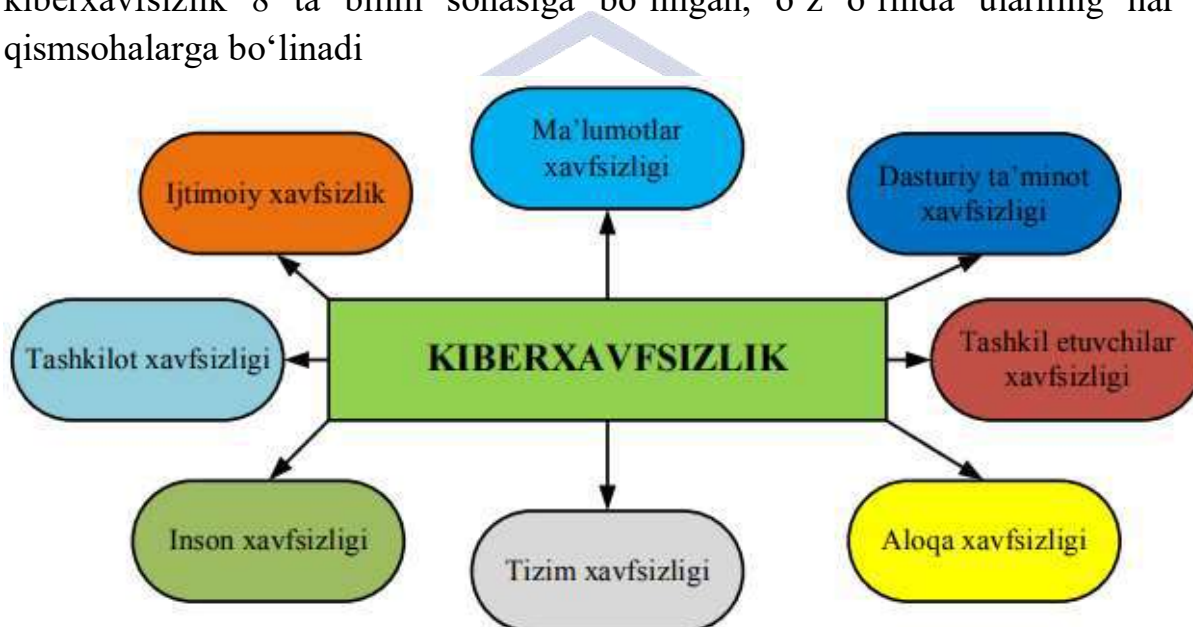 kiberxavfsizlik 8 ta bilim sohasiga bo‘lingan, o‘z o‘rnida ularning har
qismsohalarga bo‘linadi
Ma’lumotlar
xavfsizligi
Ijtimoiy xavfsizlik
Dasturiy ta’minot
xavfsizligi
Tashkilot xavfsizligi
KIBERXAVFSIZLIK
Tashkil etuvchilar
xavfsizligi
Inson xavfsizligi
Tizim xavfsizligi
Aloqa xavfsizligi